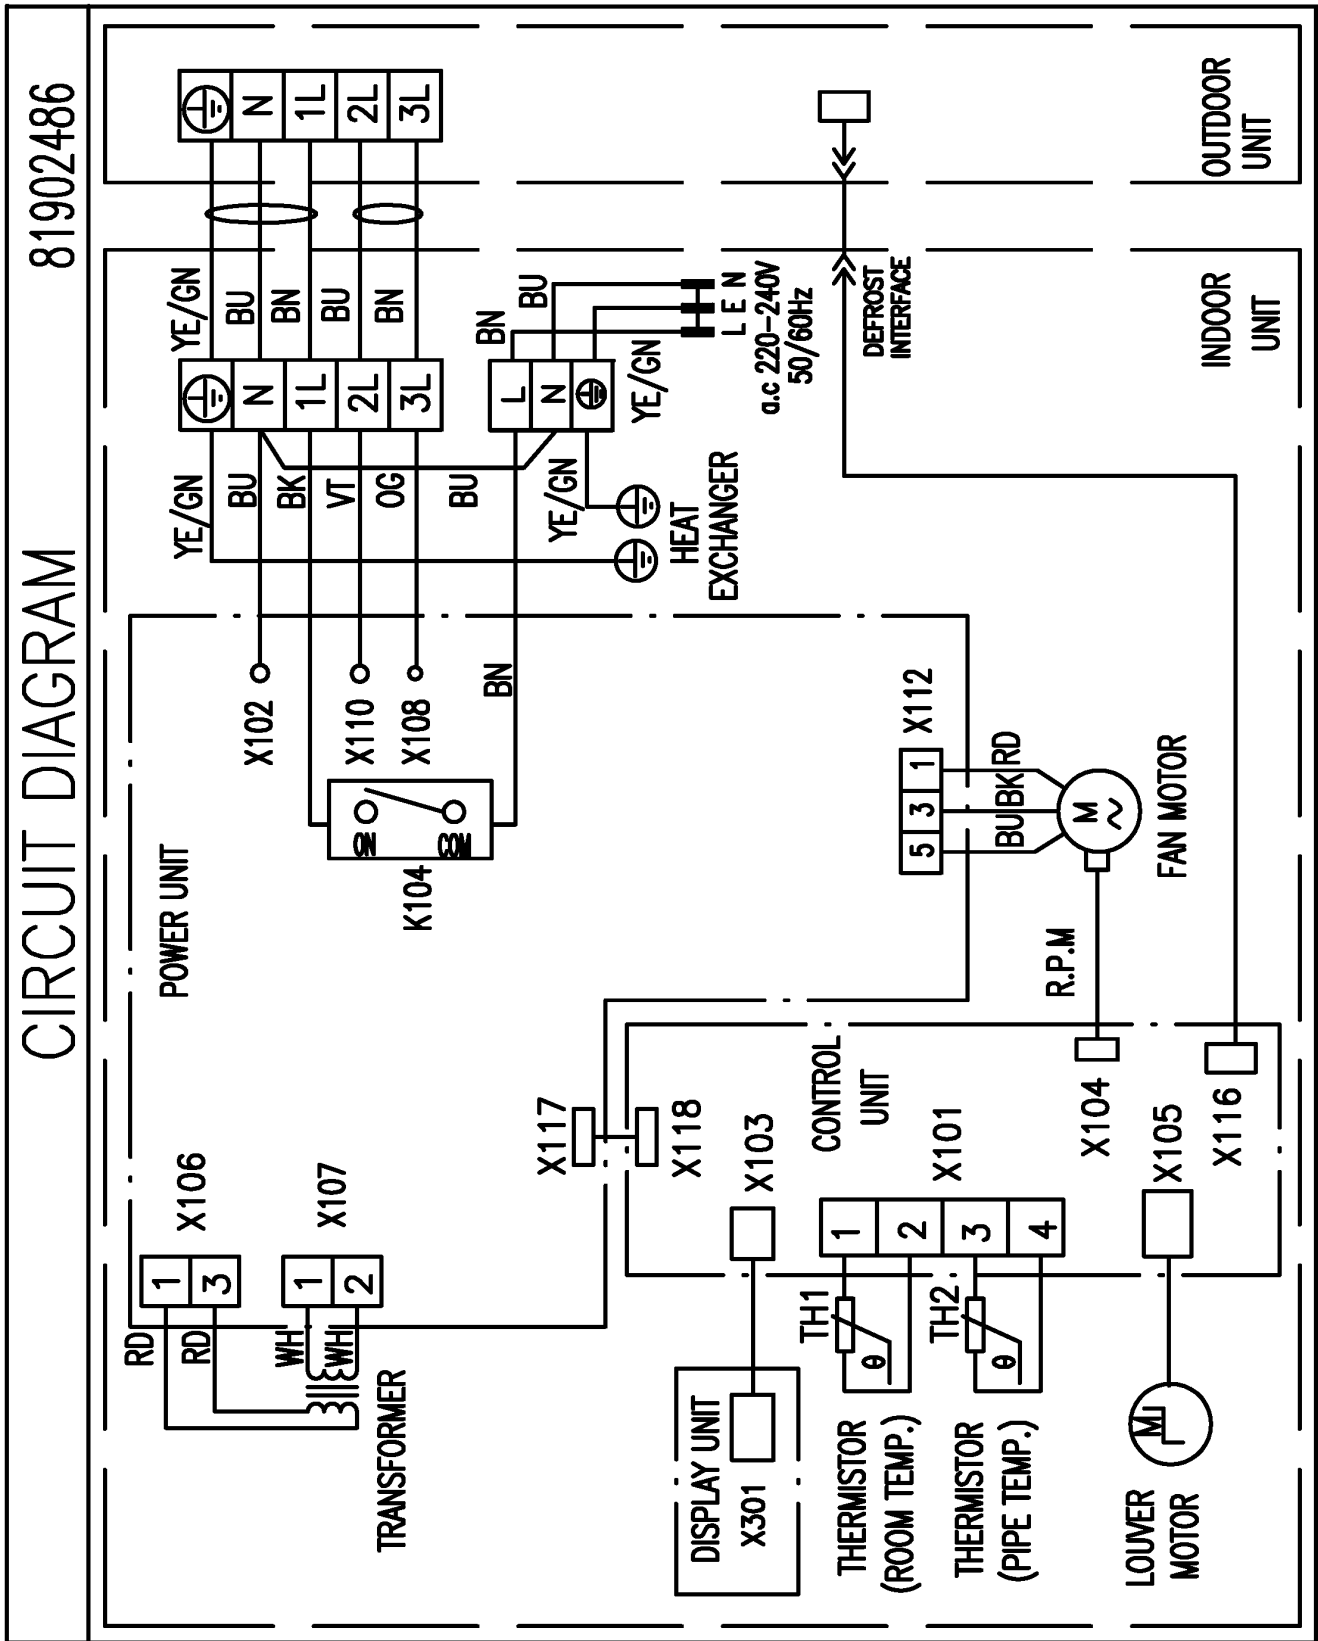 CIRCUIT DIAGRAM
81902486
POWER UNIT
X106
1
3
RD
RD
X107
1
2
WH
WH
TRANSFORMER
X102
X110
X108
K104
ON
COM
YE/GN
BU
BK
VT
OG
BU
BN
N
1L
2L
3L
YE/GN
BU
BN
BU
BN
N
1L
2L
3L
OUTDOOR
UNIT
L
N
BN
BU
YE/GN
YE/GN
HEAT
EXCHANGER
L E N
a.c 220-240V
50/60Hz
DEFROST
INTERFACE
INDOOR
UNIT
X112
5
3
1
BU
BK
RD
M
FAN MOTOR
R.P.M
X117
X118
CONTROL
UNIT
X103
X101
1
2
3
4
X104
X105
X116
TH1
θ
TH2
θ
DISPLAY UNIT
X301
THERMISTOR
(ROOM TEMP.)
THERMISTOR
(PIPE TEMP.)
M
LOUVER
MOTOR